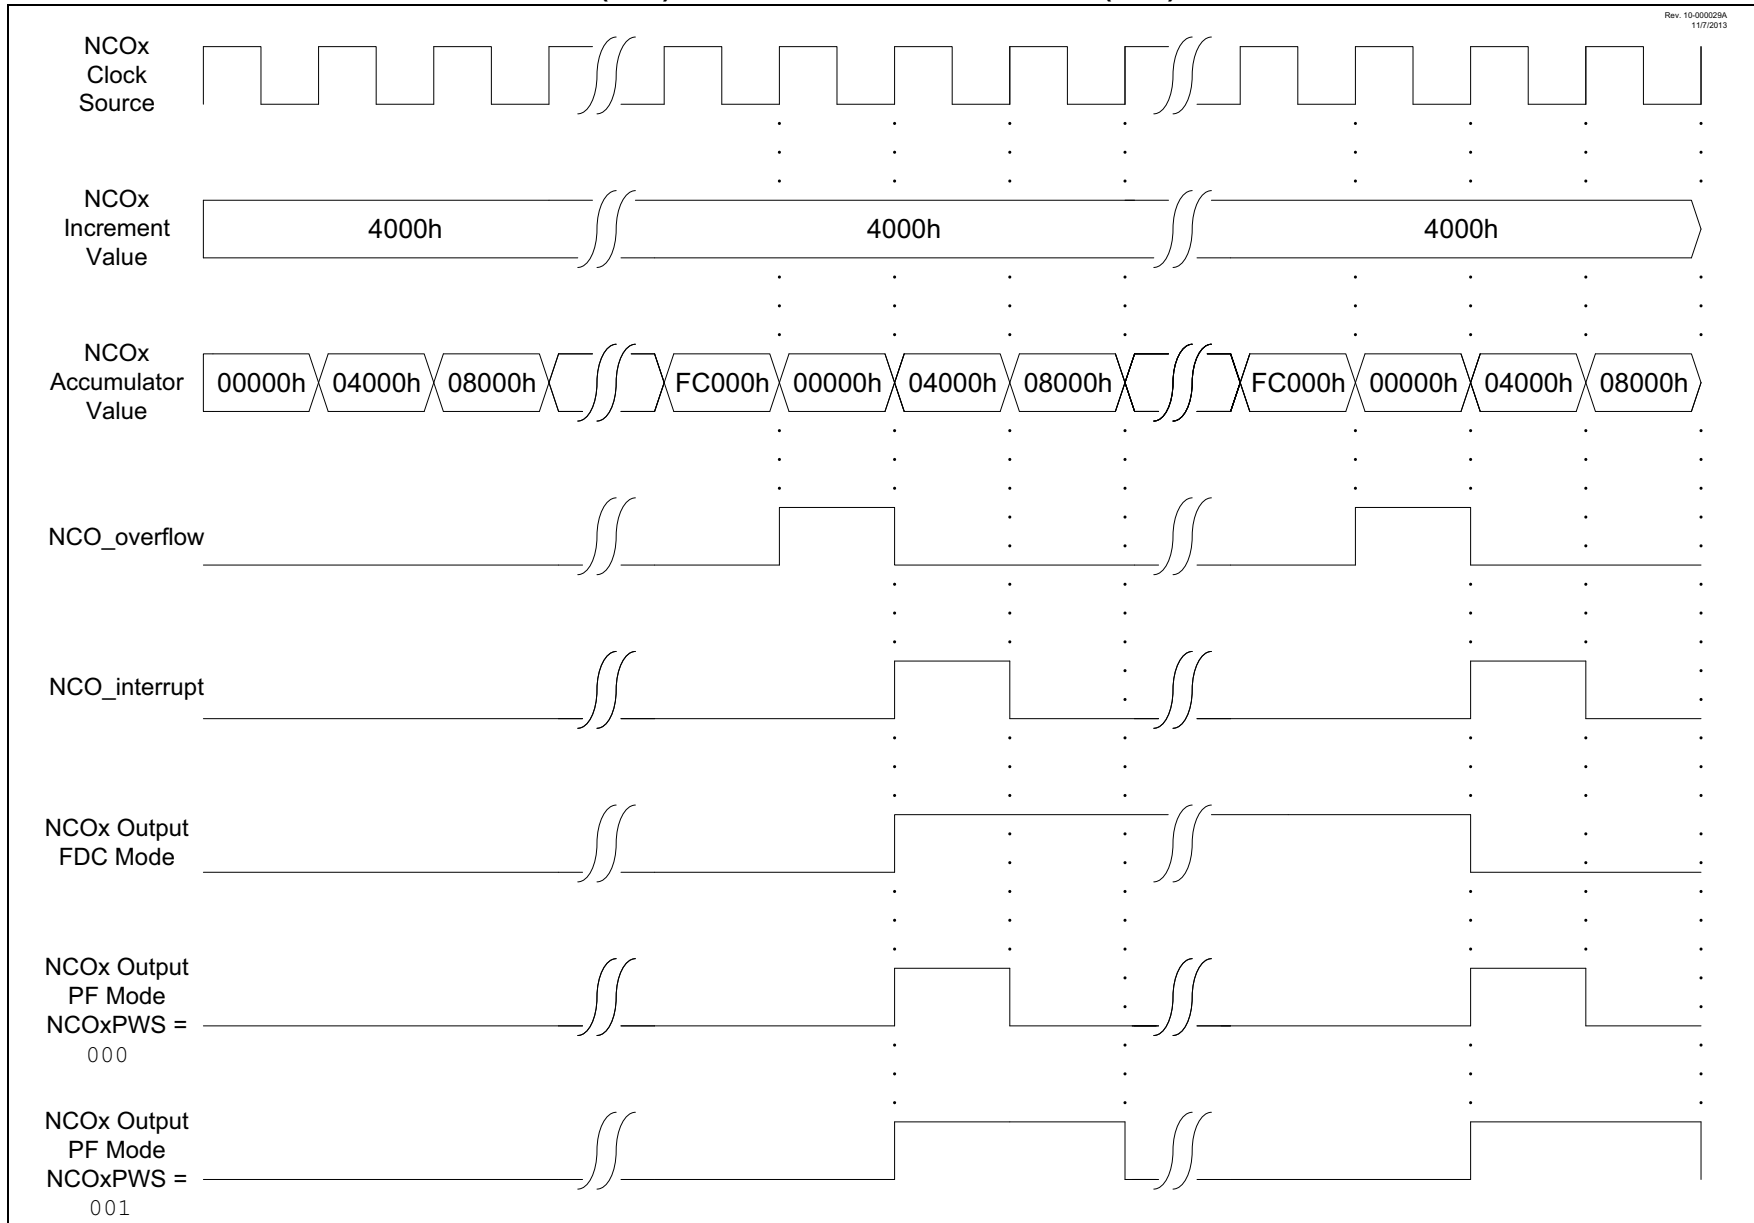 Rev. 10-000029A
11/7/2013
NCOx
Clock
Source
NCOx
Increment
Value
4000h
4000h
4000h
NCOx
Accumulator
Value
00000h 04000h 08000h FC000h 00000h 04000h 08000h FC000h 00000h 04000h 08000h
NCO_overflow
NCO_interrupt
NCOx Output
FDC Mode
NCOx Output
PF Mode
NCOxPWS =
000
NCOx Output
PF Mode
NCOxPWS =
001